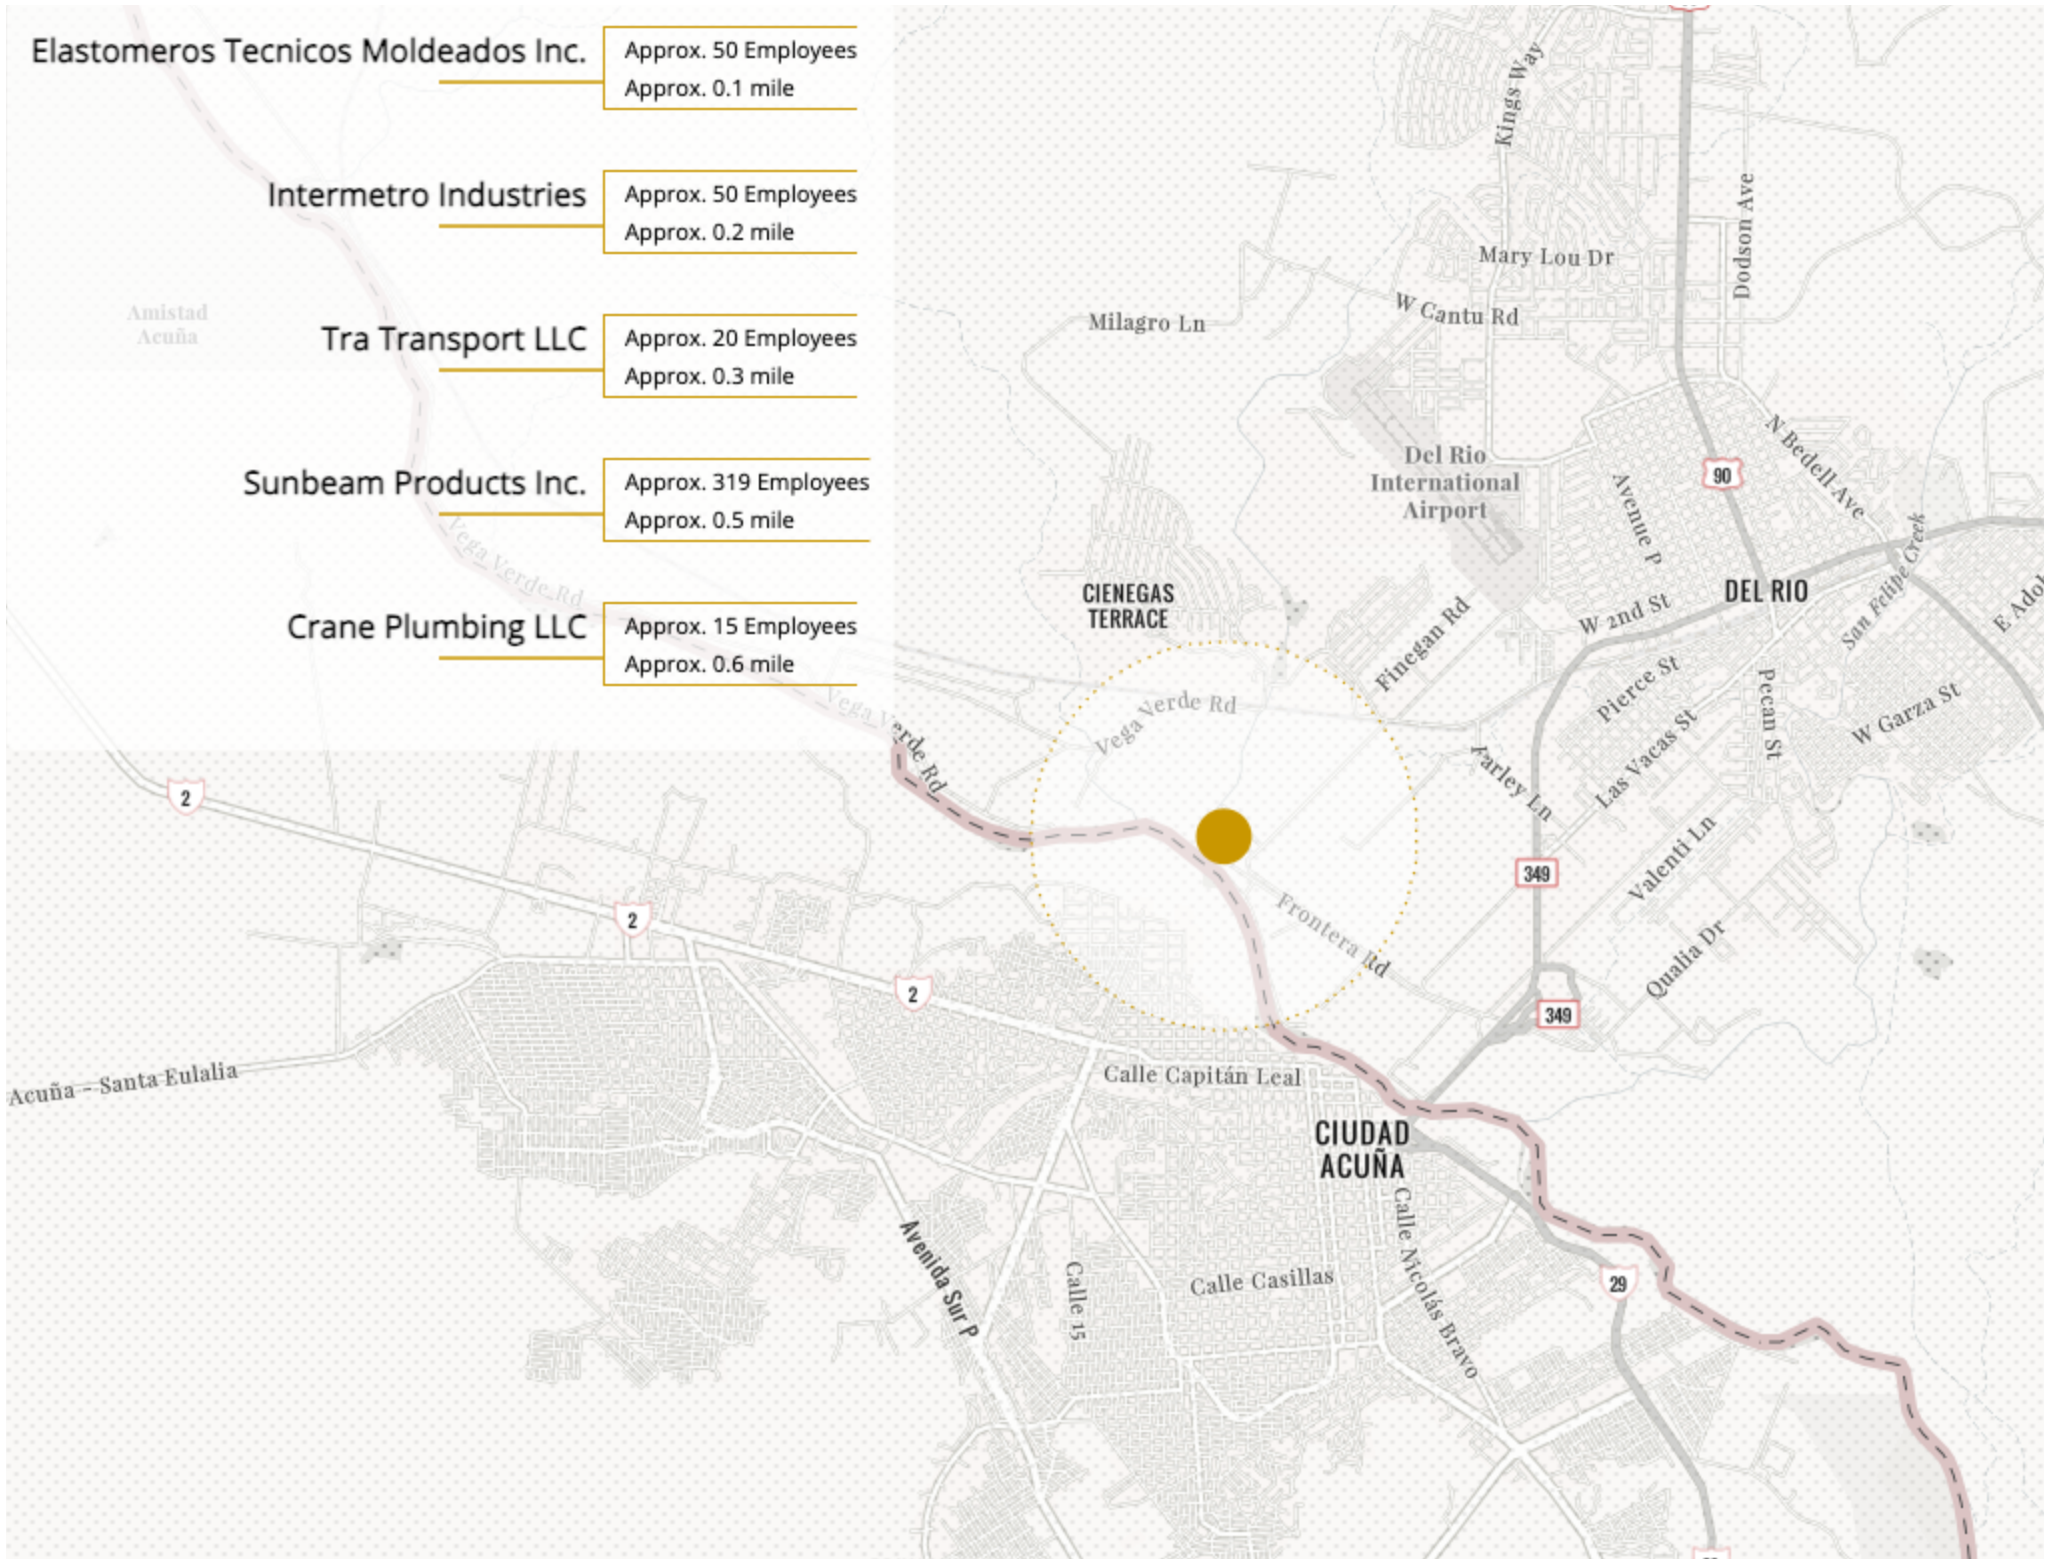 Elastomeros Tecnicos Moldeados Inc.
Approx. 50 Employees
Approx. 0.1 mile
Intermetro Industries
Approx. 50 Employees
Approx. 0.2 mile
Tra Transport LLC
Approx. 20 Employees
Approx. 0.3 mile
Sunbeam Products Inc.
Approx. 319 Employees
Approx. 0.5 mile
Crane Plumbing LLC
Approx. 15 Employees
Approx. 0.6 mile
Amistad
Acuña
Kings Way
Dodson Ave
Mary Lou Dr
W Cantu Rd
Milagro Ln
Del Rio
International
Airport
N Bedell Ave
90
Avenue P
San Felipe Creek
DEL RIO
W 2nd St
E Adol
CIENEGAS
TERRACE
Finegan Rd
Pierce St
Pecan St
W Garza St
Las Vacas St
Vega Verde Rd
Vega Verde Rd
Vega Verde Rd
Farley Ln
Valenti Ln
349
Qualia Dr
Frontera Rd
349
2
2
2
Acuña - Santa Eulalia
Calle Capitán Leal
CIUDAD
ACUÑA
Calle Nicolás Bravo
Avenida Sur P
Calle 15
Calle Casillas
29